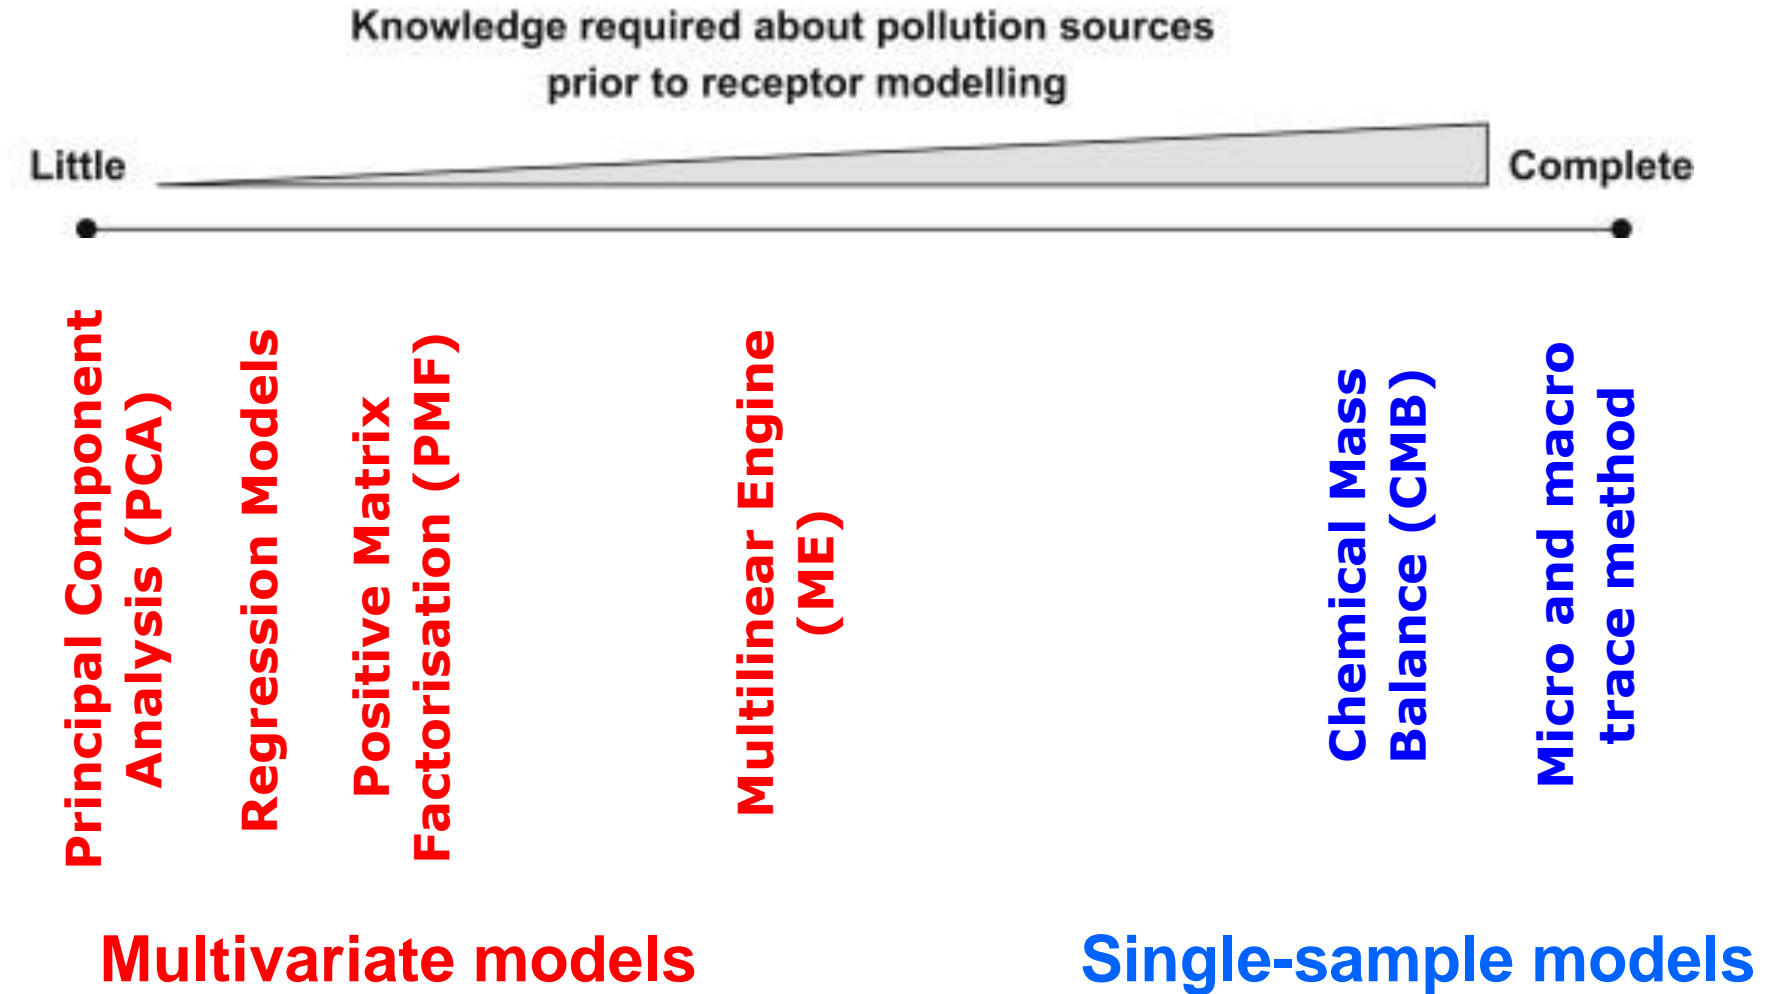 Knowledge required about pollution sources
prior to receptor modelling
Little
Complete
Principal Component
Analysis (PCA)
Regression Models
Positive Matrix
Factorisation (PMF)
Multilinear Engine
(ME)
Chemical Mass
Balance (CMB)
Micro and macro
trace method
Multivariate models
Single-sample models